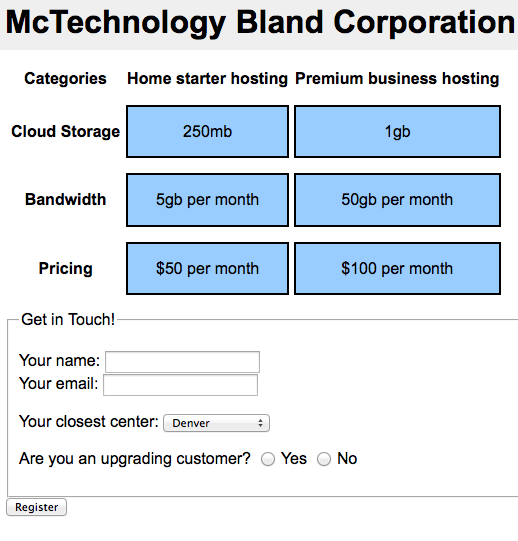 McTechnology Bland Corporation
Categories Home starter hosting Premium business hosting
Cloud Storage 250mb 1gb
Bandwidth 5gb per month 50gb per month
Pricing $50 per month $100 per month
Get in Touch!
Your name:
Your email:
Your closest center: Denver
Are you an upgrading customer? Yes No
Register